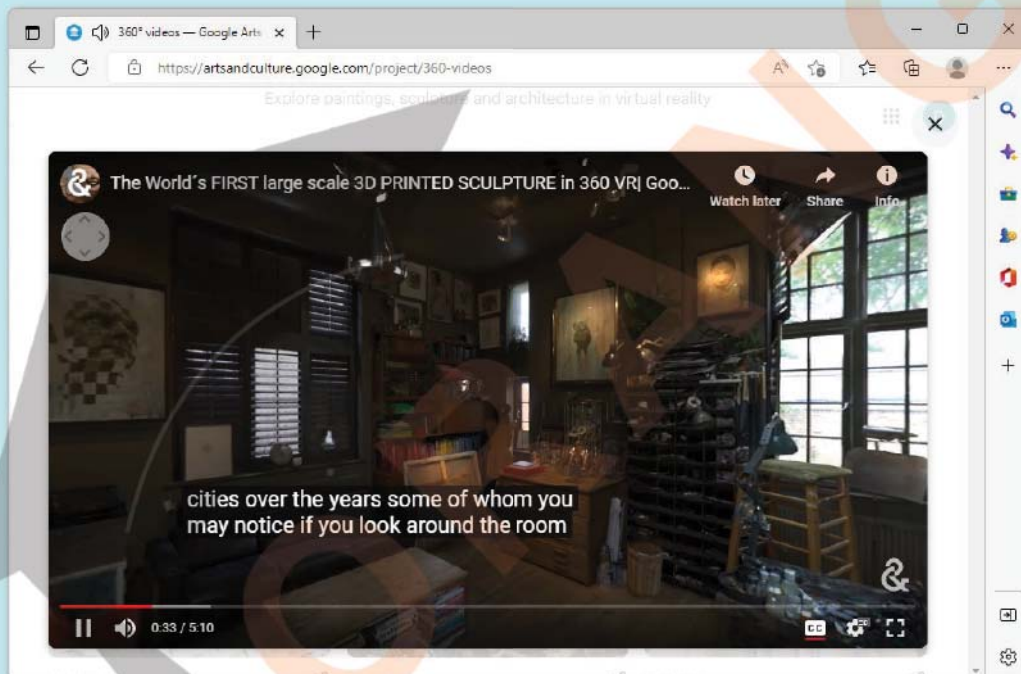 360° videos — Google Arts
https://artsandculture.google.com/project/360-videos
Explore paintings, sculpture and architecture in virtual reality
The World´s FIRST large scale 3D PRINTED SCULPTURE in 360 VR| Goo...
Watch later Share Info
cities over the years some of whom you
may notice if you look around the room
0:33 / 5:10
CC